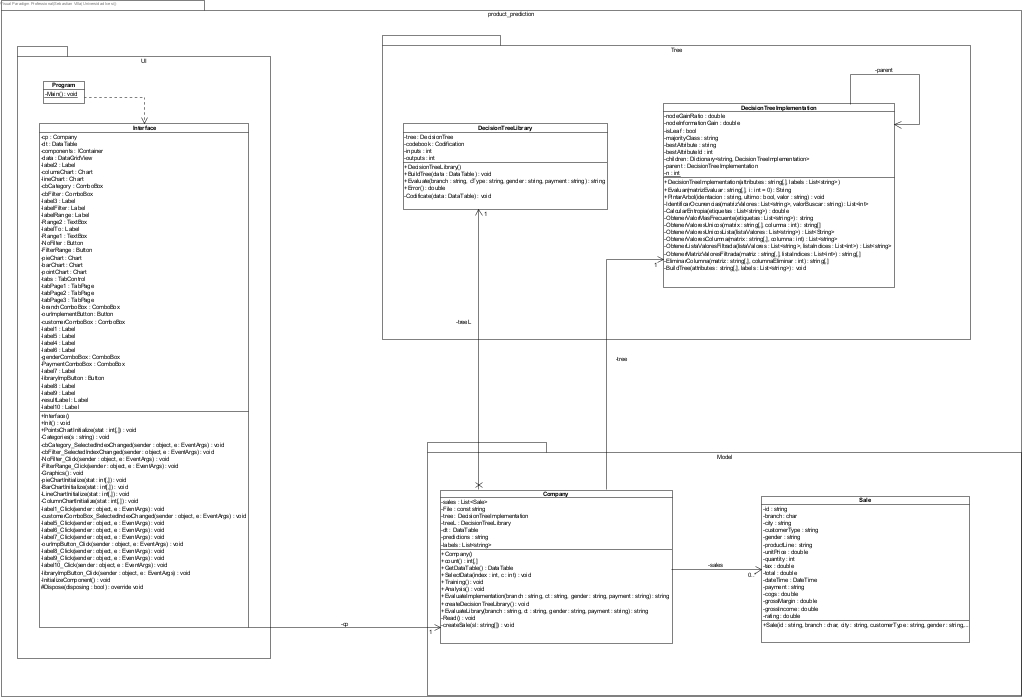 Visual Paradigm Professional(Sebastian Villa(Universidad Icesi))
product_prediction
UI
Program
-Main() : void
Interface
-cp : Company
-dt : DataTable
-components : IContainer
-data : DataGridView
-label2 : Label
-columeChart : Chart
-lineChart : Chart
-cbCategory : ComboBox
-cbFilter : ComboBox
-label3 : Label
-labelFilter : Label
-labelRange : Label
-Range2 : TextBox
-labelTo : Label
-Range1 : TextBox
-NoFilter : Button
-FilterRange : Button
-pieChart : Chart
-barChart : Chart
-pointChart : Chart
-tabs : TabControl
-tabPage1 : TabPage
-tabPage2 : TabPage
-tabPage3 : TabPage
-branchComboBox : ComboBox
-ourImplementButton : Button
-customerComboBox : ComboBox
-label1 : Label
-label5 : Label
-label4 : Label
-label6 : Label
-genderComboBox : ComboBox
-PaymentComboBox : ComboBox
-label7 : Label
-libraryImpButton : Button
-label8 : Label
-label9 : Label
-resultLabel : Label
-label10 : Label
+Interface()
+Init() : void
+PointsChartInitialize(stat : int[,]) : void
-Categories(s : string) : void
-cbCategory_SelectedIndexChanged(sender : object, e : EventArgs) : void
-cbFilter_SelectedIndexChanged(sender : object, e : EventArgs) : void
-NoFilter_Click(sender : object, e : EventArgs) : void
-FilterRange_Click(sender : object, e : EventArgs) : void
-Graphics() : void
-pieChartInitialize(stat : int[,]) : void
-BarChartInitialize(stat : int[,]) : void
-LineChartInitialize(stat : int[,]) : void
-ColumnChartInitialize(stat : int[,]) : void
-label1_Click(sender : object, e : EventArgs) : void
-customerComboBox_SelectedIndexChanged(sender : object, e : EventArgs) : void
-label5_Click(sender : object, e : EventArgs) : void
-label6_Click(sender : object, e : EventArgs) : void
-label7_Click(sender : object, e : EventArgs) : void
-ourImpButton_Click(sender : object, e : EventArgs) : void
-label8_Click(sender : object, e : EventArgs) : void
-label9_Click(sender : object, e : EventArgs) : void
-label10_Click(sender : object, e : EventArgs) : void
-libraryImpButton_Click(sender : object, e : EventArgs) : void
-InitializeComponent() : void
#Dispose(disposing : bool) : override void
Tree
DecisionTreeLibrary
-tree : DecisionTree
-codebook : Codification
-inputs : int
-outputs : int
+DecisionTreeLibrary()
+BuildTree(data : DataTable) : void
+Evaluate(branch : string, cType : string, gender : string, payment : string) : string
+Error() : double
-Codificate(data : DataTable) : void
-parent
DecisionTreeImplementation
-nodeGainRatio : double
-nodeInformationGain : double
-isLeaf : bool
-majorityClass : string
-bestAttribute : string
-bestAttributeId : int
-children : Dictionary<string, DecisionTreeImplementation>
-parent : DecisionTreeImplementation
-n : int
+DecisionTreeImplementation(attributes : string[,], labels : List<string>)
+Evaluar(matrizEvaluar : string[,], i : int = 0) : String
+PintarArbol(identacion : string, ultimo : bool, valor : string) : void
-IdentificarOcurrencias(matrizValores : List<string>, valorBuscar : string) : List<int>
-CalcularEntropia(etiquetas : List<string>) : double
-ObtenerValorMasFrecuente(etiquetas : List<string>) : string
-ObtenerValoresUnicos(matrix : string[,], columna : int) : string[]
-ObtenerValoresUnicosLista(listaValores : List<string>) : List<String>
-ObtenerValoresColumna(matrix : string[,], columna : int) : List<string>
-ObtenerListaValoresFiltrada(listaValores : List<string>, listaIndices : List<int>) : List<string>
-ObtenerMatrizValoresFiltrada(matriz : string[,], listaIndices : List<int>) : string[,]
-EliminarColumna(matriz : string[,], columnaEliminar : int) : string[,]
-BuildTree(attributes : string[,], labels : List<string>) : void
1
1
-treeL
-tree
Model
Company
-sales : List<Sale>
-File : const string
-tree : DecisionTreeImplementation
-treeL : DecisionTreeLibrary
-dt : DataTable
-predictions : string
-labels : List<string>
+Company()
+count() : int[,]
+GetDataTable() : DataTable
+SelectData(index : int, c : int) : void
+Training() : void
+Analysis() : void
+EvaluateImplementation(branch : string, ct : string, gender : string, payment : string) : string
+createDecisionTreeLibrary() : void
+EvaluateLibrary(branch : string, ct : string, gender : string, payment : string) : string
-Read() : void
-createSale(sl : string[]) : void
-cp
1
-sales
0..*
Sale
-id : string
-branch : char
-city : string
-customerType : string
-gender : string
-productLine : string
-unitPrice : double
-quantity : int
-tax : double
-total : double
-dateTime : DateTime
-payment : string
-cogs : double
-grossMargin : double
-grossIncome : double
-rating : double
+Sale(id : string, branch : char, city : string, customerType : string, gender : string,...